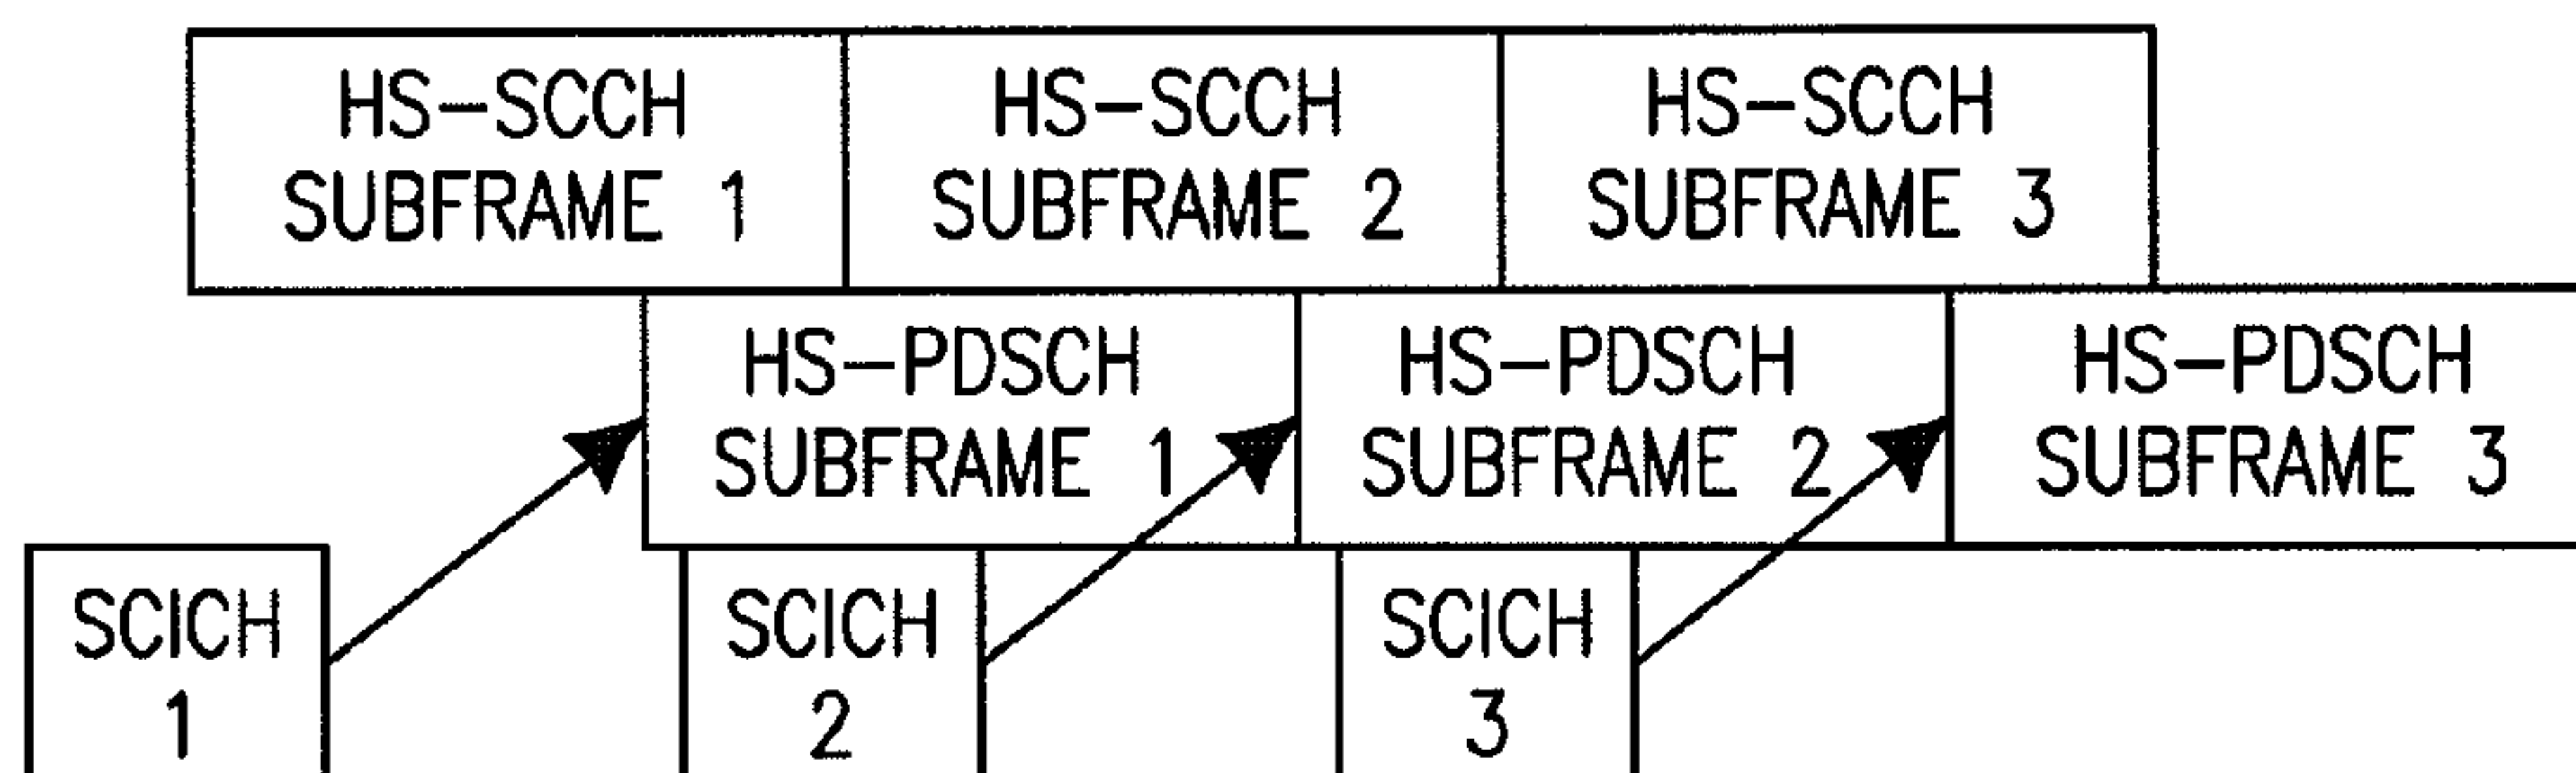 HS-SCCH
SUBFRAME 1
HS-SCCH
SUBFRAME 2
HS-SCCH
SUBFRAME 3
HS-PDSCH
SUBFRAME 1
HS-PDSCH
SUBFRAME 2
HS-PDSCH
SUBFRAME 3
SCICH
1
SCICH
2
SCICH
3